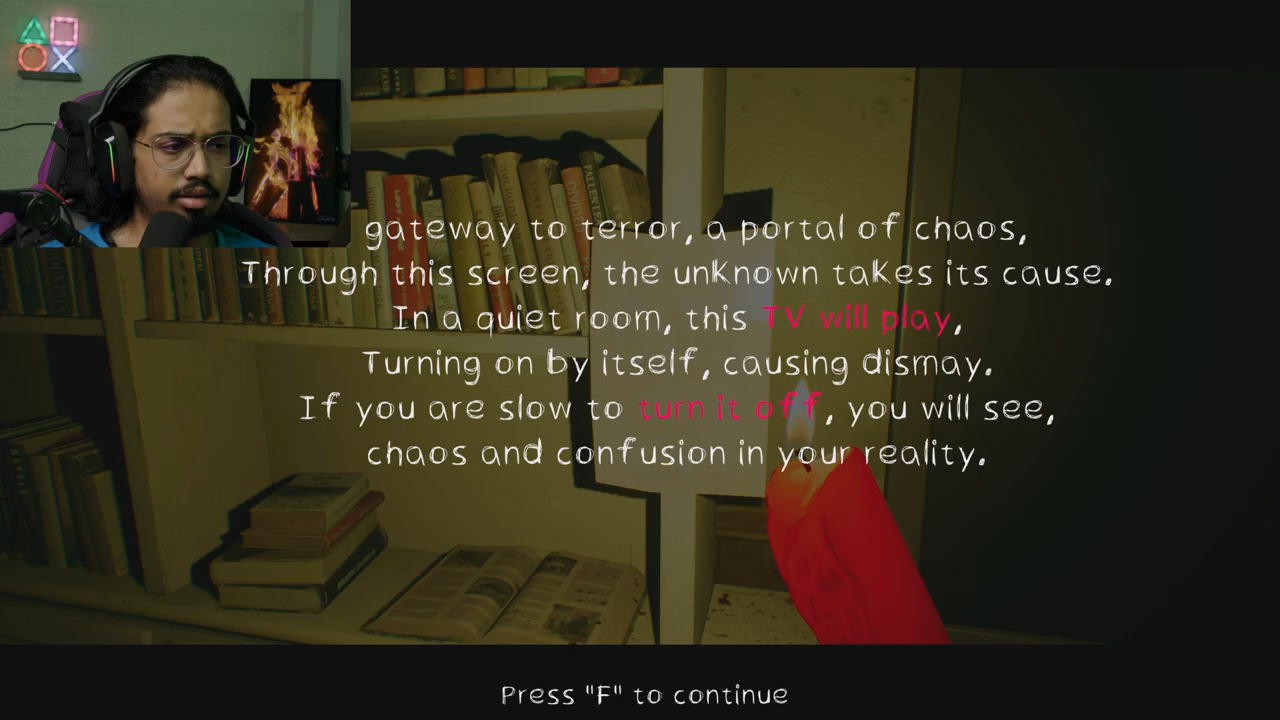 gateway to terror, a portal of chaos,
Through this screen, the unknown takes its cause.
In a quiet room, this TV will play,
Turning on by itself, causing dismay.
If you are slow to turn it off, you will see,
chaos and confusion in your reality.
Press "F" to continue